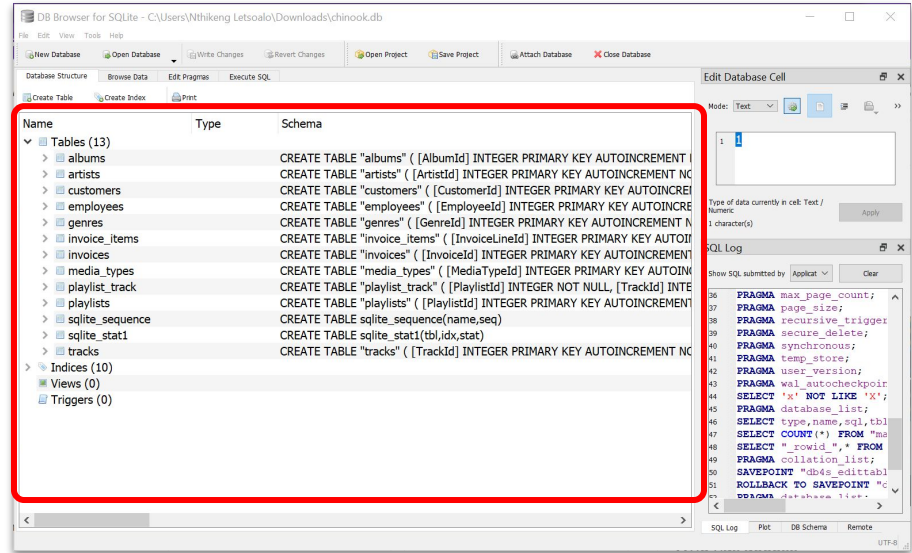 DB Browser for SQLite - C:\Users\Nthikeng Letsoalo\Downloads\chinook.db
File Edit View Tools Help
New Database Open Database Write Changes Revert Changes Open Project Save Project Attach Database Close Database
Database Structure Browse Data Edit Pragmas Execute SQL
Create Table Create Index Print
Name Type Schema
Tables (13)
albums CREATE TABLE "albums" ( [AlbumId] INTEGER PRIMARY KEY AUTOINCREMENT
artists CREATE TABLE "artists" ( [ArtistId] INTEGER PRIMARY KEY AUTOINCREMENT NO
customers CREATE TABLE "customers" ( [CustomerId] INTEGER PRIMARY KEY AUTOINCREI
employees CREATE TABLE "employees" ( [EmployeeId] INTEGER PRIMARY KEY AUTOINCRE
genres CREATE TABLE "genres" ( [GenreId] INTEGER PRIMARY KEY AUTOINCREMENT N
invoice_items CREATE TABLE "invoice_items" ( [InvoiceLineId] INTEGER PRIMARY KEY AUTOI
invoices CREATE TABLE "invoices" ( [InvoiceId] INTEGER PRIMARY KEY AUTOINCREMENT
media_types CREATE TABLE "media_types" ( [MediaTypeId] INTEGER PRIMARY KEY AUTOINC
playlist_track CREATE TABLE "playlist_track" ( [PlaylistId] INTEGER NOT NULL, [TrackId] INTE
playlists CREATE TABLE "playlists" ( [PlaylistId] INTEGER PRIMARY KEY AUTOINCREMENT
sqlite_sequence CREATE TABLE sqlite_sequence(name,seq)
sqlite_stat1 CREATE TABLE sqlite_stat1(tbl,idx,stat)
tracks CREATE TABLE "tracks" ( [TrackId] INTEGER PRIMARY KEY AUTOINCREMENT NO
Indices (10)
Views (0)
Triggers (0)
Edit Database Cell
Mode: Text
1 1
Type of data currently in cell: Text /
Numeric
1 character(s)
Apply
SQL Log
Show SQL submitted by Applicat Clear
36 PRAGMA max_page_count;
37 PRAGMA page_size;
38 PRAGMA recursive_trigger
39 PRAGMA secure_delete;
40 PRAGMA synchronous;
41 PRAGMA temp_store;
42 PRAGMA user_version;
43 PRAGMA wal_autocheckpoin
44 SELECT 'x' NOT LIKE 'X';
45 PRAGMA database_list;
46 SELECT type,name,sql,tbl
47 SELECT COUNT(*) FROM "ma
48 SELECT "_rowid_",* FROM
49 PRAGMA collation_list;
50 SAVEPOINT "db4s_edittabl
51 ROLLBACK TO SAVEPOINT "d
52 PRAGMA database_list;
SQL Log Plot DB Schema Remote
UTF-8